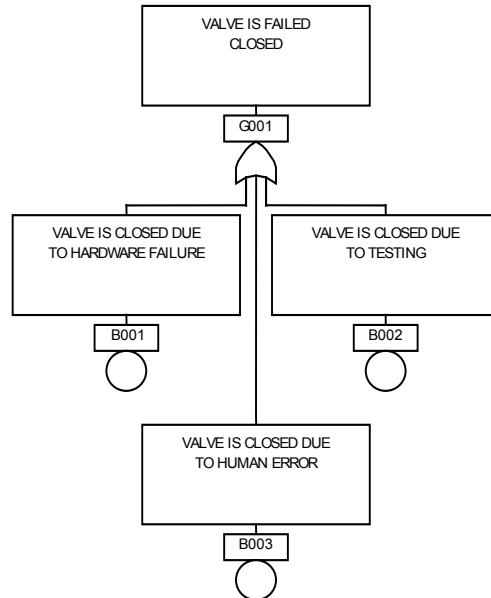 VALVE IS FAILED
CLOSED
G001
VALVE IS CLOSED DUE
TO HARDWARE FAILURE
B001
VALVE IS CLOSED DUE
TO TESTING
B002
VALVE IS CLOSED DUE
TO HUMAN ERROR
B003